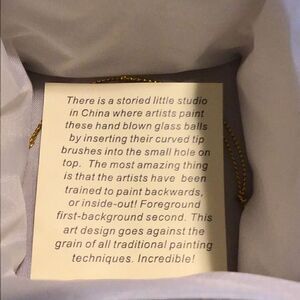 There is a storied little studio
in China where artists paint
these hand blown glass balls
by inserting their curved tip
brushes into the small hole on
top. The most amazing thing
is that the artists have been
trained to paint backwards,
or inside-out! Foreground
first-background second. This
art design goes against the
grain of all traditional painting
techniques. Incredible!